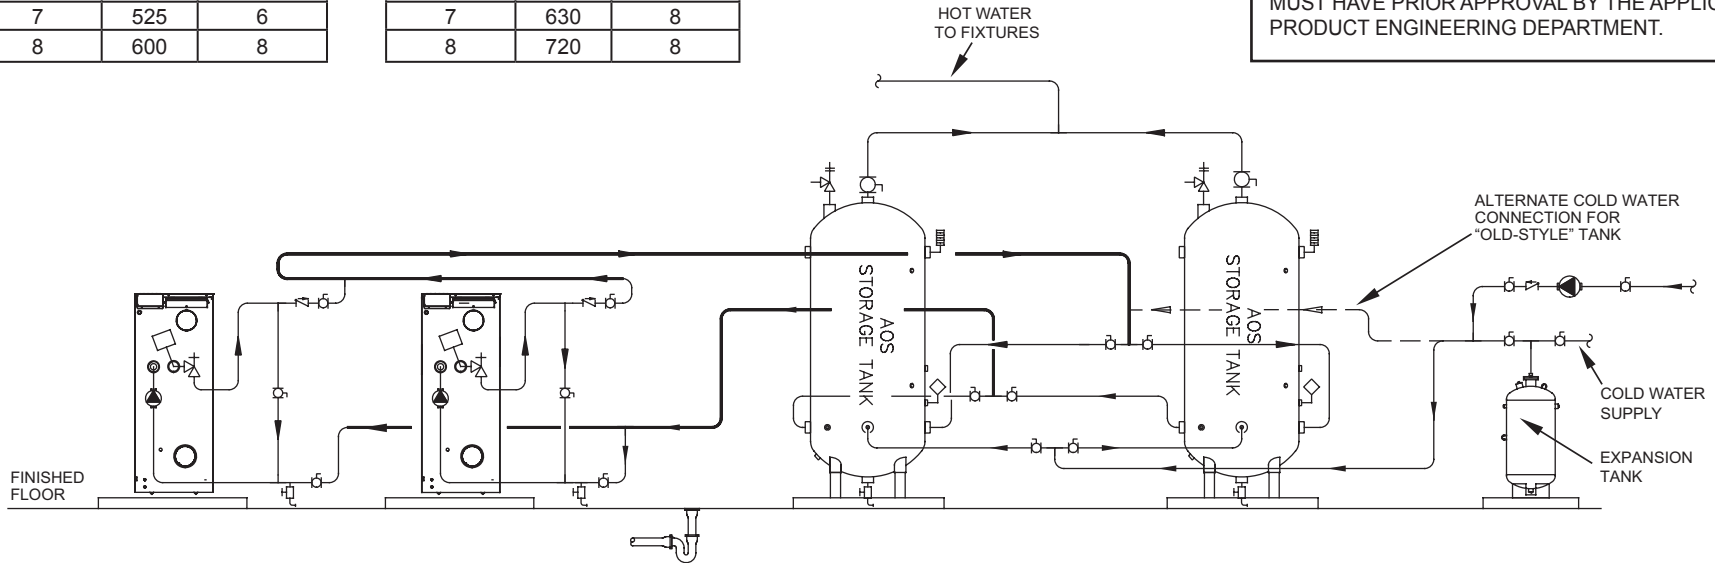 7 525 6
8 600 8
7 630 8
8 720 8
MUST HAVE PRIOR APPROVAL BY THE
PRODUCT ENGINEERING DEPARTMENT.
HOT WATER
TO FIXTURES
ALTERNATE COLD WATER
CONNECTION FOR
“OLD-STYLE” TANK
AOS
STORAGE TANK
AOS
STORAGE TANK
COLD WATER
SUPPLY
EXPANSION
TANK
FINISHED
FLOOR